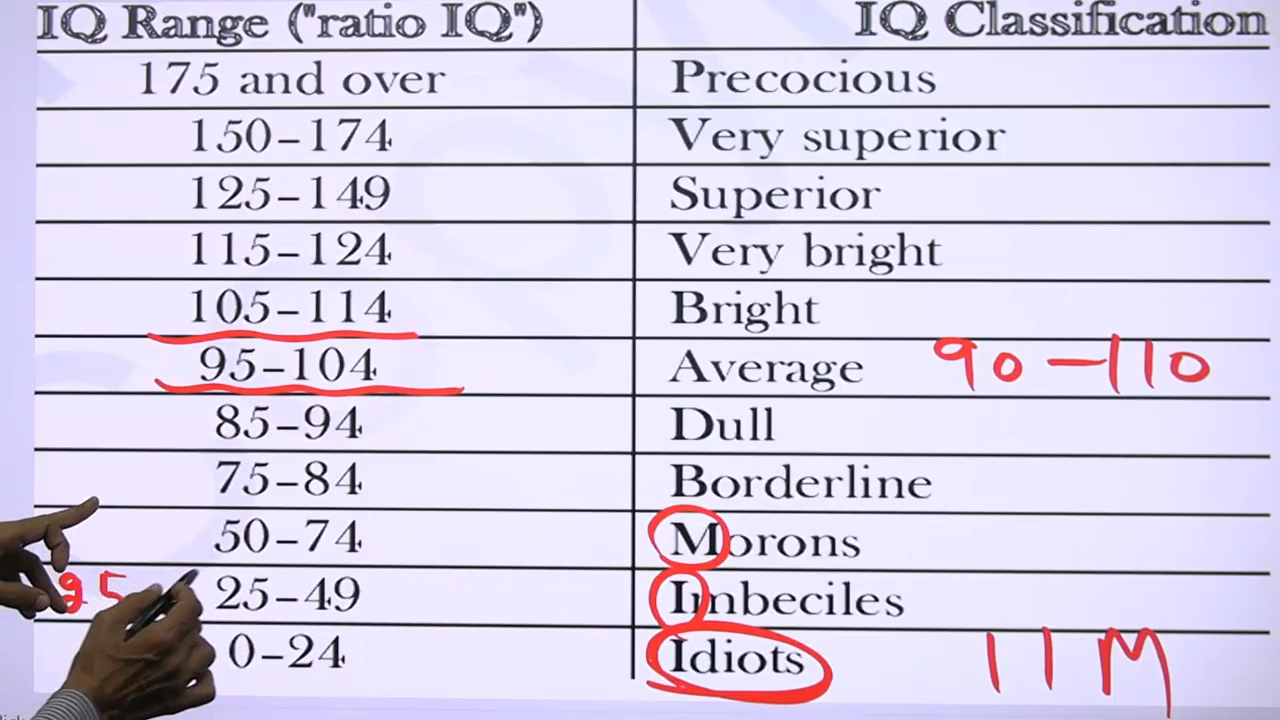 IQ Range ("ratio IQ") IQ Classification
175 and over Precocious
150–174 Very superior
125–149 Superior
115–124 Very bright
105–114 Bright
95–104 Average 90–110
85–94 Dull
75–84 Borderline
50–74 Morons
25 25–49 Imbeciles
0–24 Idiots IIM